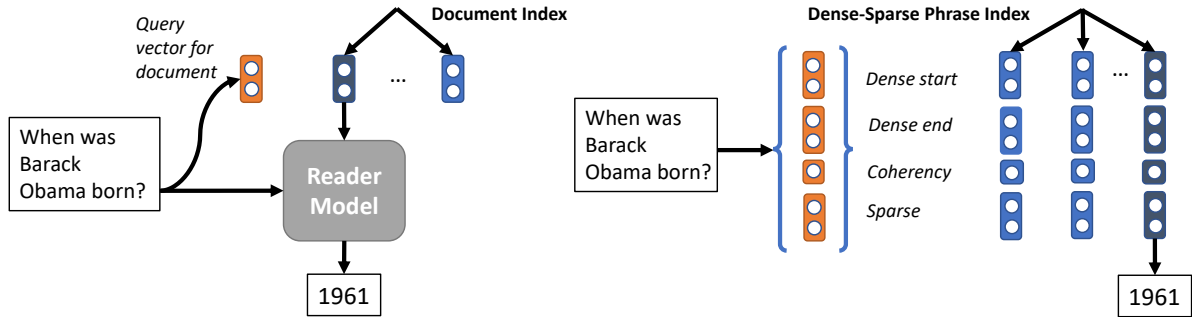 Document Index
Query
vector for
document
...
When was
Barack
Obama born?
Reader
Model
1961
Dense-Sparse Phrase Index
When was
Barack
Obama born?
Dense start
...
Dense end
Coherency
Sparse
1961